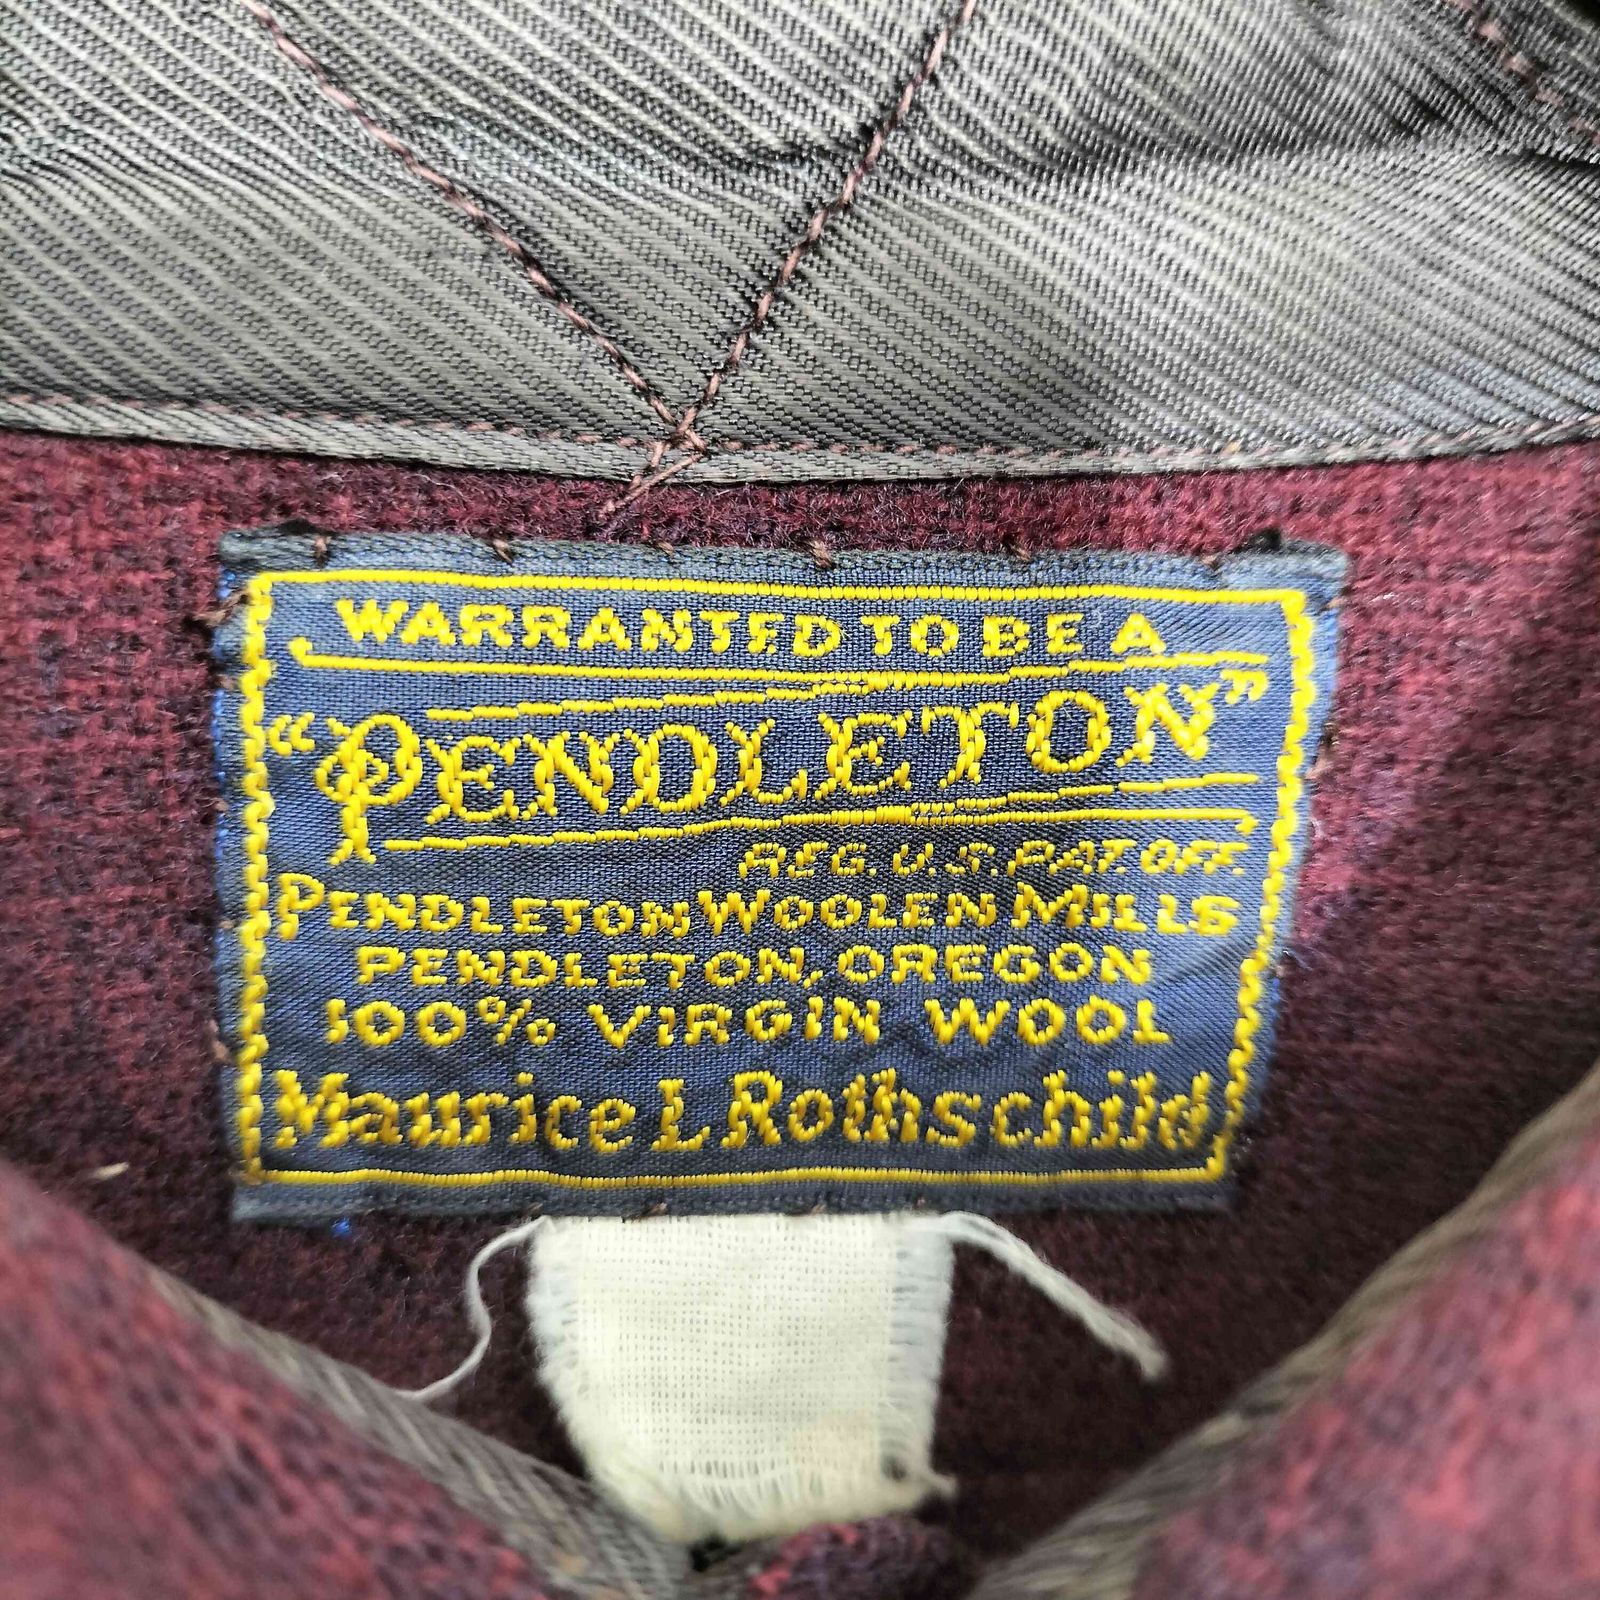 WARRANTED TO BE A
"PENDLETON"
REG. U.S. PAT. OFF.
PENDLETON WOOLEN MILLS
PENDLETON, OREGON
100% VIRGIN WOOL
Maurice L Rothschild